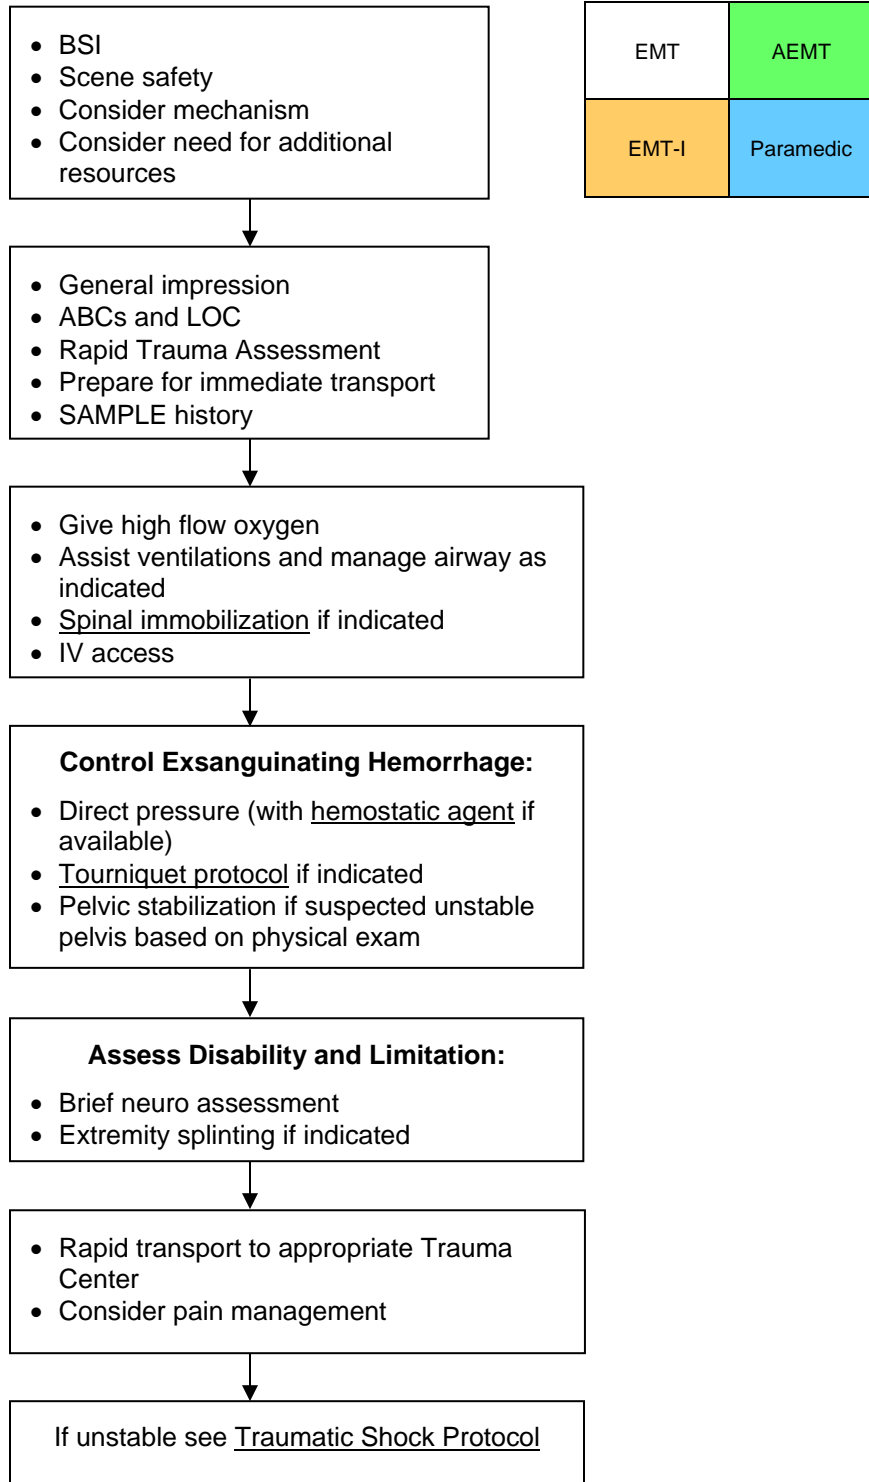 • BSI
• Scene safety
• Consider mechanism
• Consider need for additional
resources
EMT
AEMT
EMT-I
Paramedic
• General impression
• ABCs and LOC
• Rapid Trauma Assessment
• Prepare for immediate transport
• SAMPLE history
• Give high flow oxygen
• Assist ventilations and manage airway as
indicated
• Spinal immobilization if indicated
• IV access
Control Exsanguinating Hemorrhage:
• Direct pressure (with hemostatic agent if
available)
• Tourniquet protocol if indicated
• Pelvic stabilization if suspected unstable
pelvis based on physical exam
Assess Disability and Limitation:
• Brief neuro assessment
• Extremity splinting if indicated
• Rapid transport to appropriate Trauma
Center
• Consider pain management
If unstable see Traumatic Shock Protocol